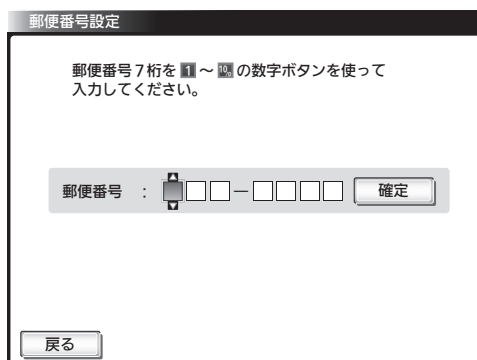 郵便番号設定
郵便番号7桁を 1 ~ 10 の数字ボタンを使って
入力してください。
郵便番号 : ー 確定
戻る